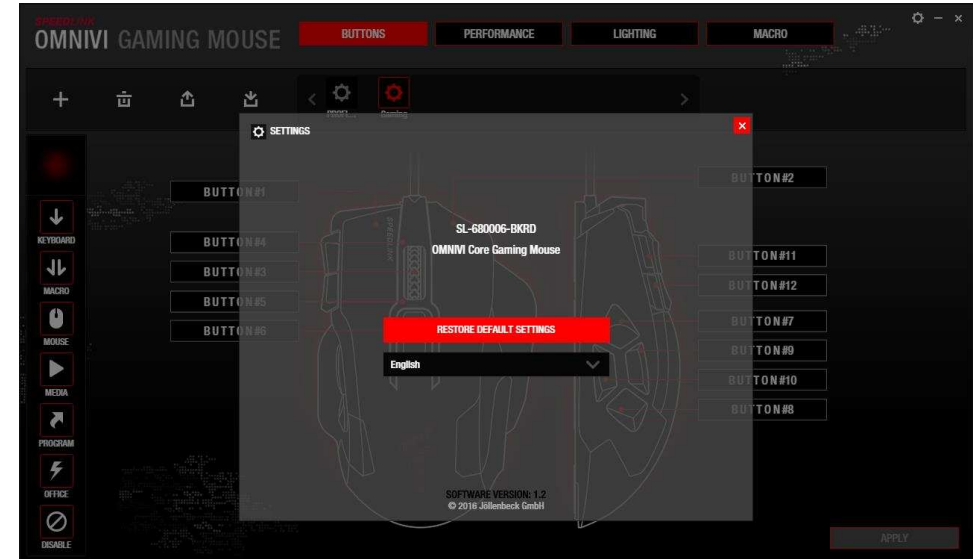 SPEEDLINK
OMNIVI GAMING MOUSE
BUTTONS
PERFORMANCE
LIGHTING
MACRO
Gaming
SETTINGS
BUTTON#1
BUTTON#2
BUTTON#4
BUTTON#3
BUTTON#5
BUTTON#6
BUTTON#11
BUTTON#12
BUTTON#7
BUTTON#9
BUTTON#10
BUTTON#8
KEYBOARD
MACRO
MOUSE
MEDIA
PROGRAM
OFFICE
DISABLE
SPEEDLINK
SL-680006-BKRD
OMNIVI Core Gaming Mouse
RESTORE DEFAULT SETTINGS
English
SOFTWARE VERSION: 1.2
© 2016 Jöllenbeck GmbH
APPLY